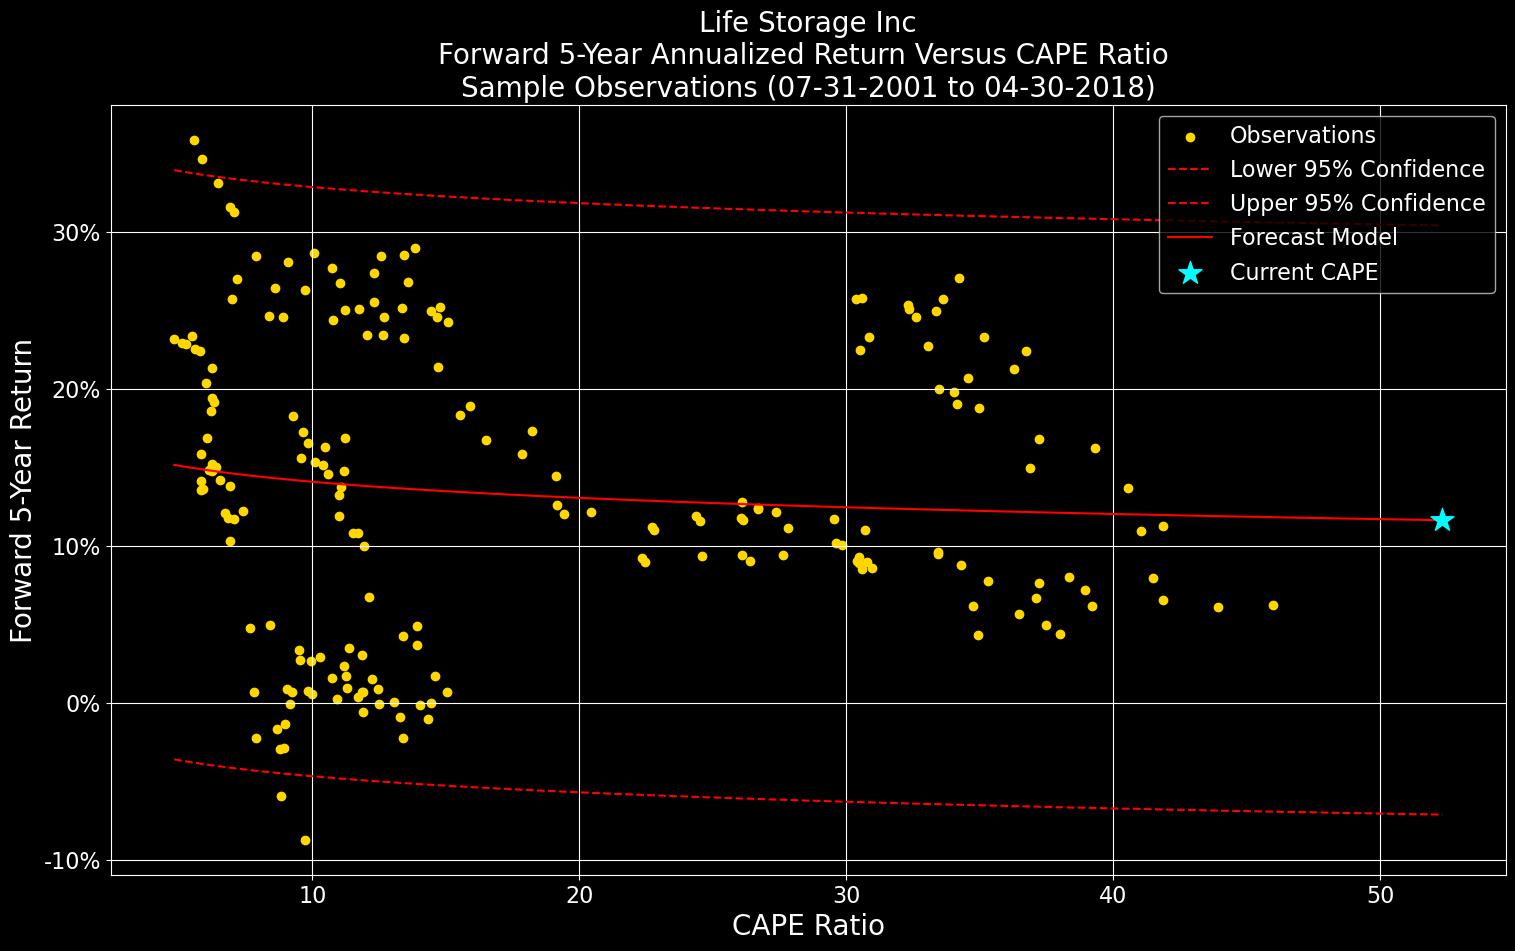 Life Storage Inc
Forward 5-Year Annualized Return Versus CAPE Ratio
Sample Observations (07-31-2001 to 04-30-2018)
Observations
Lower 95% Confidence
Upper 95% Confidence
Forecast Model
Current CAPE
Forward 5-Year Return
30%
20%
10%
0%
-10%
10 20 30 40 50
CAPE Ratio